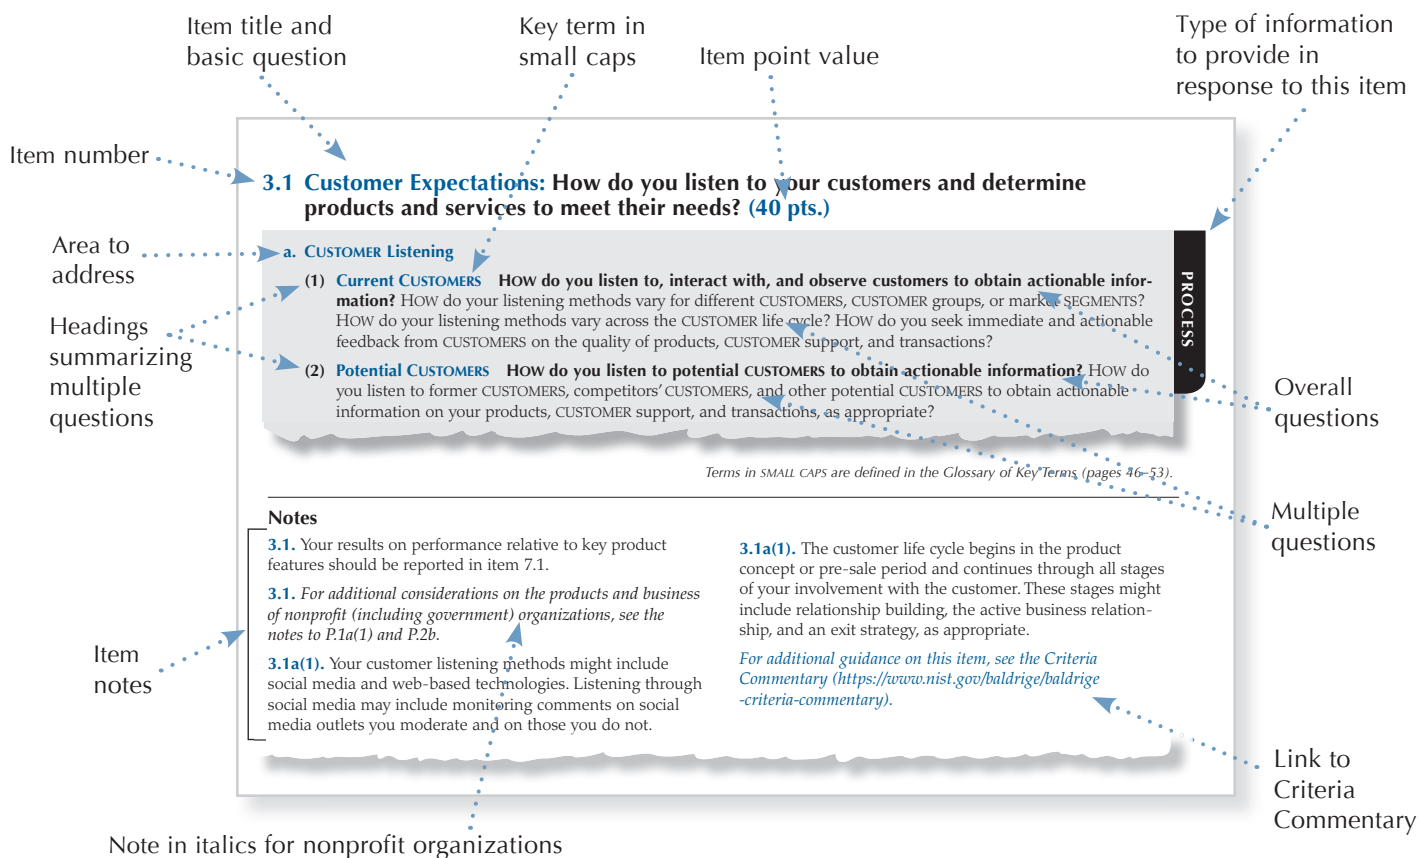 Item title and
basic question
Key term in
small caps
Item point value
Type of information
to provide in
response to this item
Item number
3.1 Customer Expectations: How do you listen to your customers and determine
products and services to meet their needs? (40 pts.)
Area to
address
a. CUSTOMER Listening
(1) Current CUSTOMERS HOW do you listen to, interact with, and observe customers to obtain actionable infor-
mation? HOW do your listening methods vary for different CUSTOMERS, CUSTOMER groups, or market SEGMENTS?
HOW do your listening methods vary across the CUSTOMER life cycle? HOW do you seek immediate and actionable
feedback from CUSTOMERS on the quality of products, CUSTOMER support, and transactions?
(2) Potential CUSTOMERS HOW do you listen to potential CUSTOMERS to obtain actionable information? HOW do
you listen to former CUSTOMERS, competitors' CUSTOMERS, and other potential CUSTOMERS to obtain actionable
information on your products, CUSTOMER support, and transactions, as appropriate?
PROCESS
Headings
summarizing
multiple
questions
Overall
questions
Terms in SMALL CAPS are defined in the Glossary of Key Terms (pages 46–53).
Multiple
questions
Notes
3.1. Your results on performance relative to key product
features should be reported in item 7.1.
3.1. For additional considerations on the products and business
of nonprofit (including government) organizations, see the
notes to P.1a(1) and P.2b.
3.1a(1). Your customer listening methods might include
social media and web-based technologies. Listening through
social media may include monitoring comments on social
media outlets you moderate and on those you do not.
3.1a(1). The customer life cycle begins in the product
concept or pre-sale period and continues through all stages
of your involvement with the customer. These stages might
include relationship building, the active business relation-
ship, and an exit strategy, as appropriate.
For additional guidance on this item, see the Criteria
Commentary (https://www.nist.gov/baldrige/baldrige
-criteria-commentary).
Item
notes
Link to
Criteria
Commentary
Note in italics for nonprofit organizations